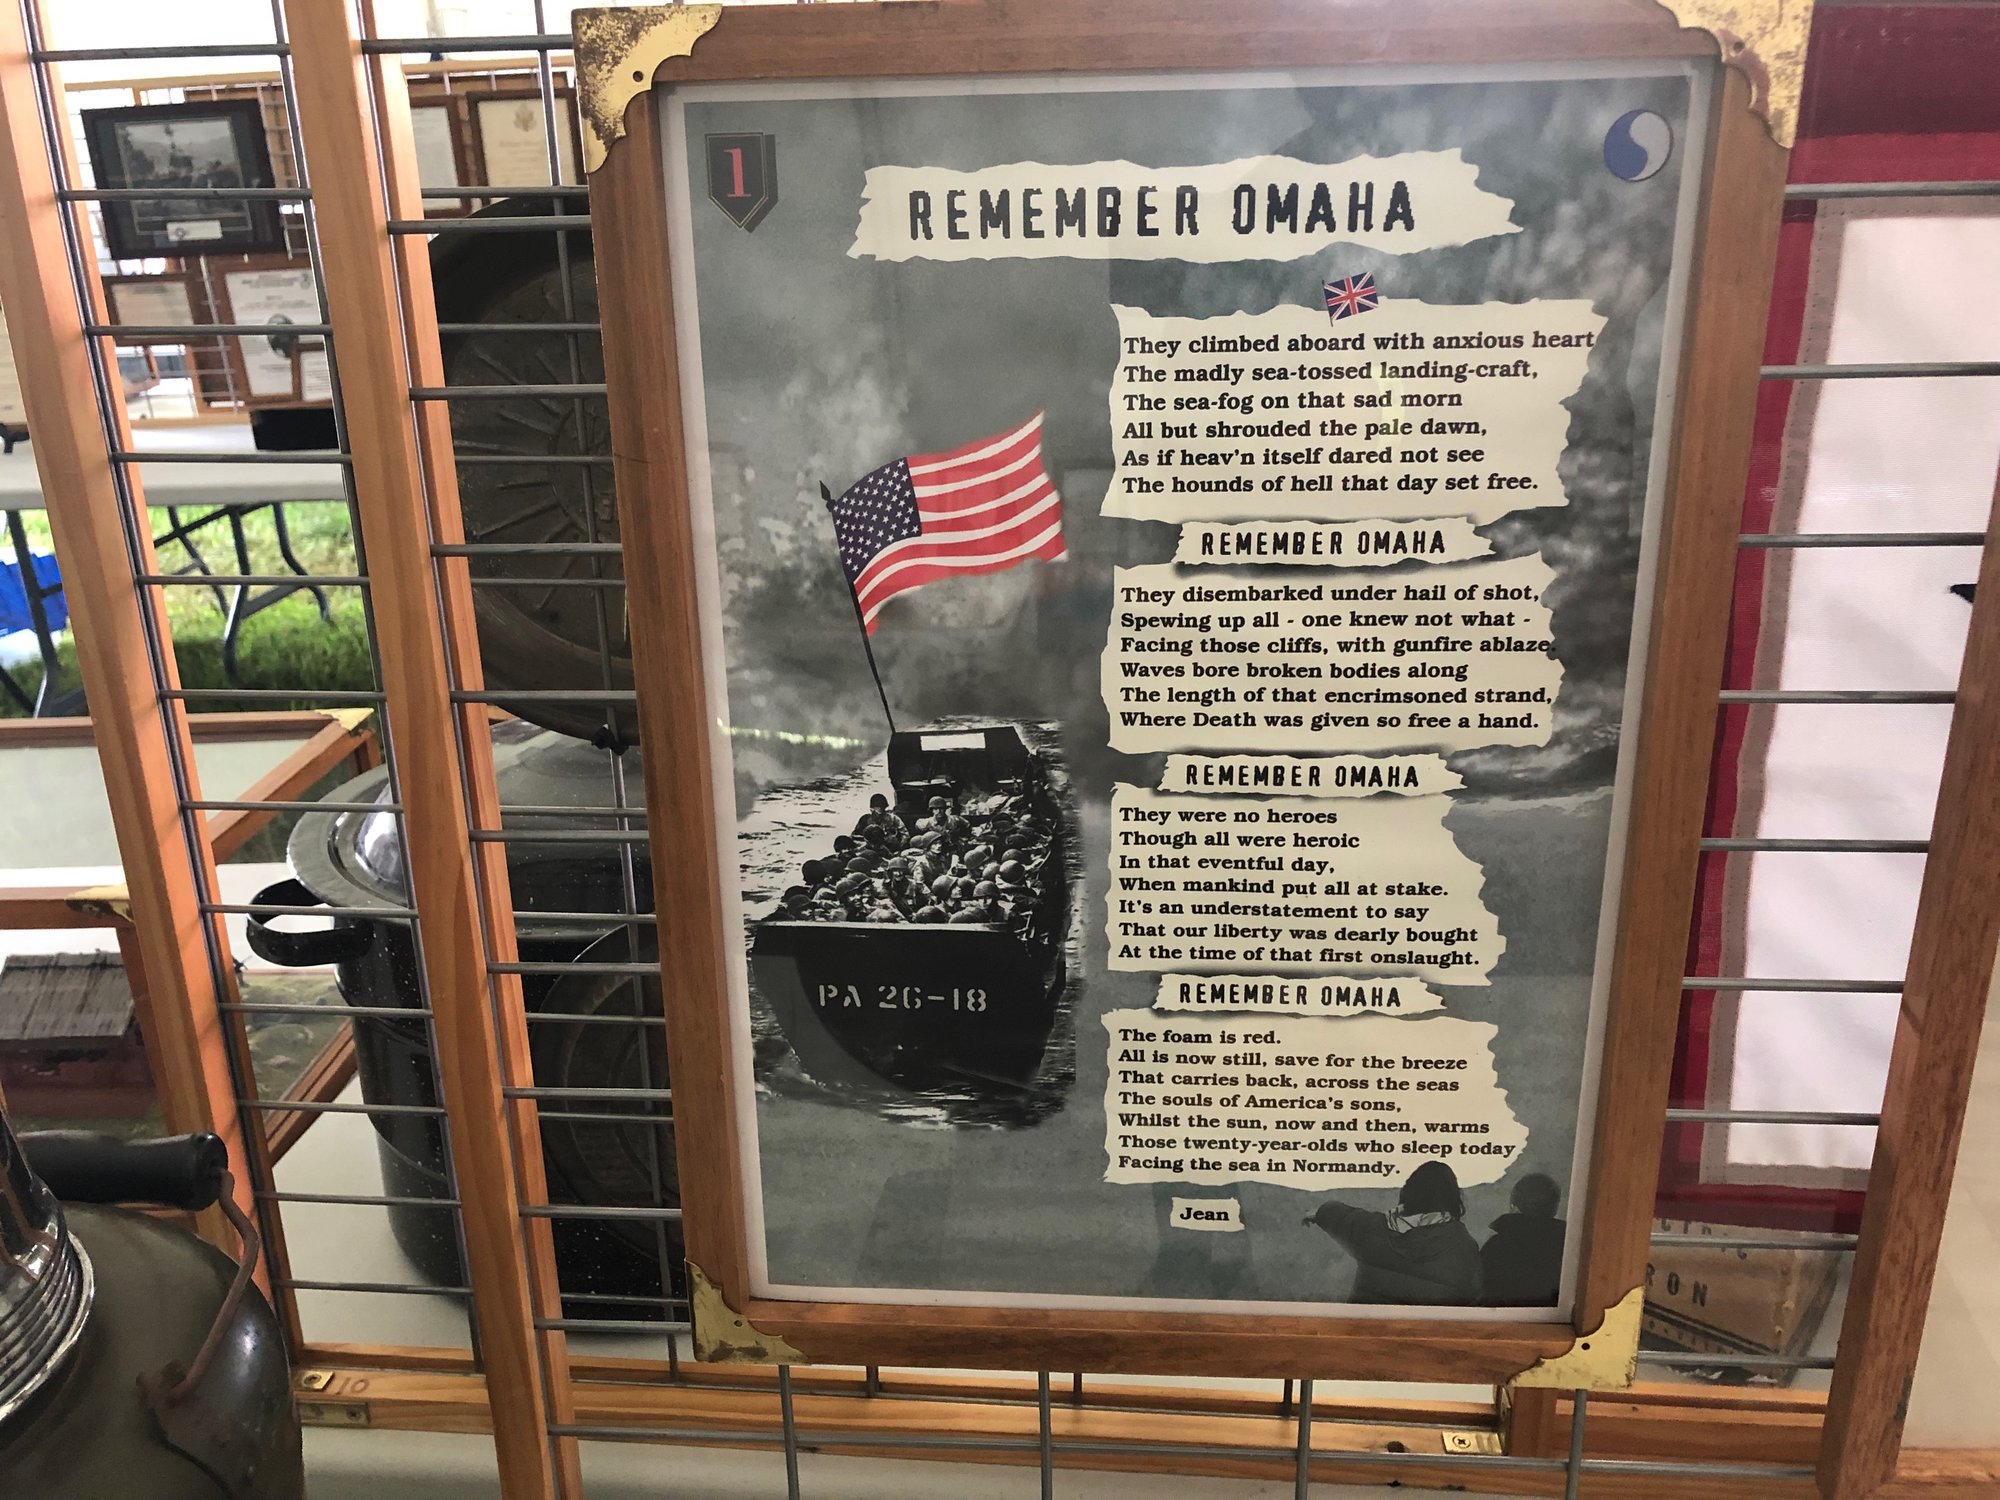 1
REMEMBER OMAHA
They climbed aboard with anxious heart
The madly sea-tossed landing-craft,
The sea-fog on that sad morn
All but shrouded the pale dawn,
As if heav'n itself dared not see
The hounds of hell that day set free.
REMEMBER OMAHA
They disembarked under hail of shot,
Spewing up all - one knew not what -
Facing those cliffs, with gunfire ablaze.
Waves bore broken bodies along
The length of that encrimsoned strand,
Where Death was given so free a hand.
REMEMBER OMAHA
They were no heroes
Though all were heroic
In that eventful day,
When mankind put all at stake.
It's an understatement to say
That our liberty was dearly bought
At the time of that first onslaught.
REMEMBER OMAHA
The foam is red.
All is now still, save for the breeze
That carries back, across the seas
The souls of America's sons,
Whilst the sun, now and then, warms
Those twenty-year-olds who sleep today
Facing the sea in Normandy.
Jean
PA 26-18
RON
10